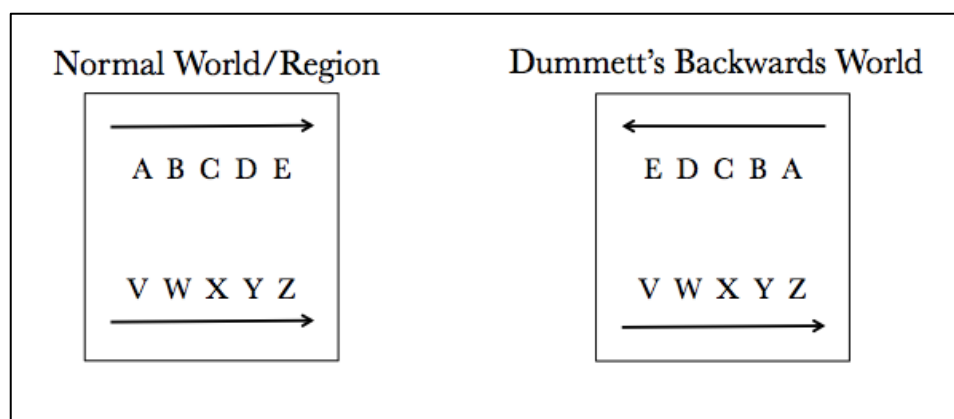 Normal World/Region
A B C D E
V W X Y Z
Dummett's Backwards World
E D C B A
V W X Y Z